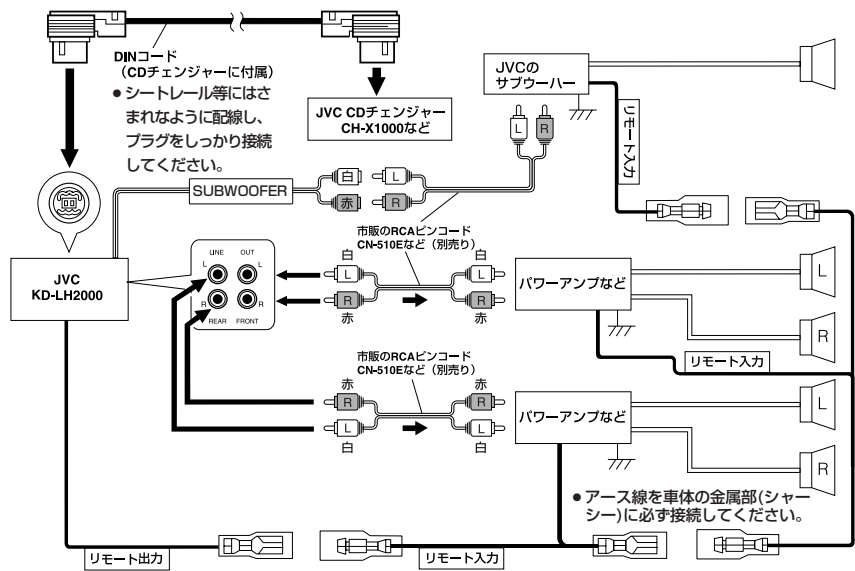 DINコード
（CDチェンジャーに付属）
● シートレール等にはさ
まれなように配線し、
プラグをしっかり接続
してください。
JVC CDチェンジャー
CH-X1000など
JVCの
サブウーハー
リモート入力
L
R
SUBWOOFER
白
赤
L
R
市販のRCAピンコード
CN-510Eなど（別売り）
JVC
KD-LH2000
LINE OUT
L L
R R
REAR FRONT
白
L
R
赤
白
L
R
赤
パワーアンプなど
L
R
リモート入力
市販のRCAピンコード
CN-510Eなど（別売り）
赤
R
L
白
赤
R
L
白
パワーアンプなど
L
R
● アース線を車体の金属部(シャー
シー)に必ず接続してください。
リモート出力
リモート入力